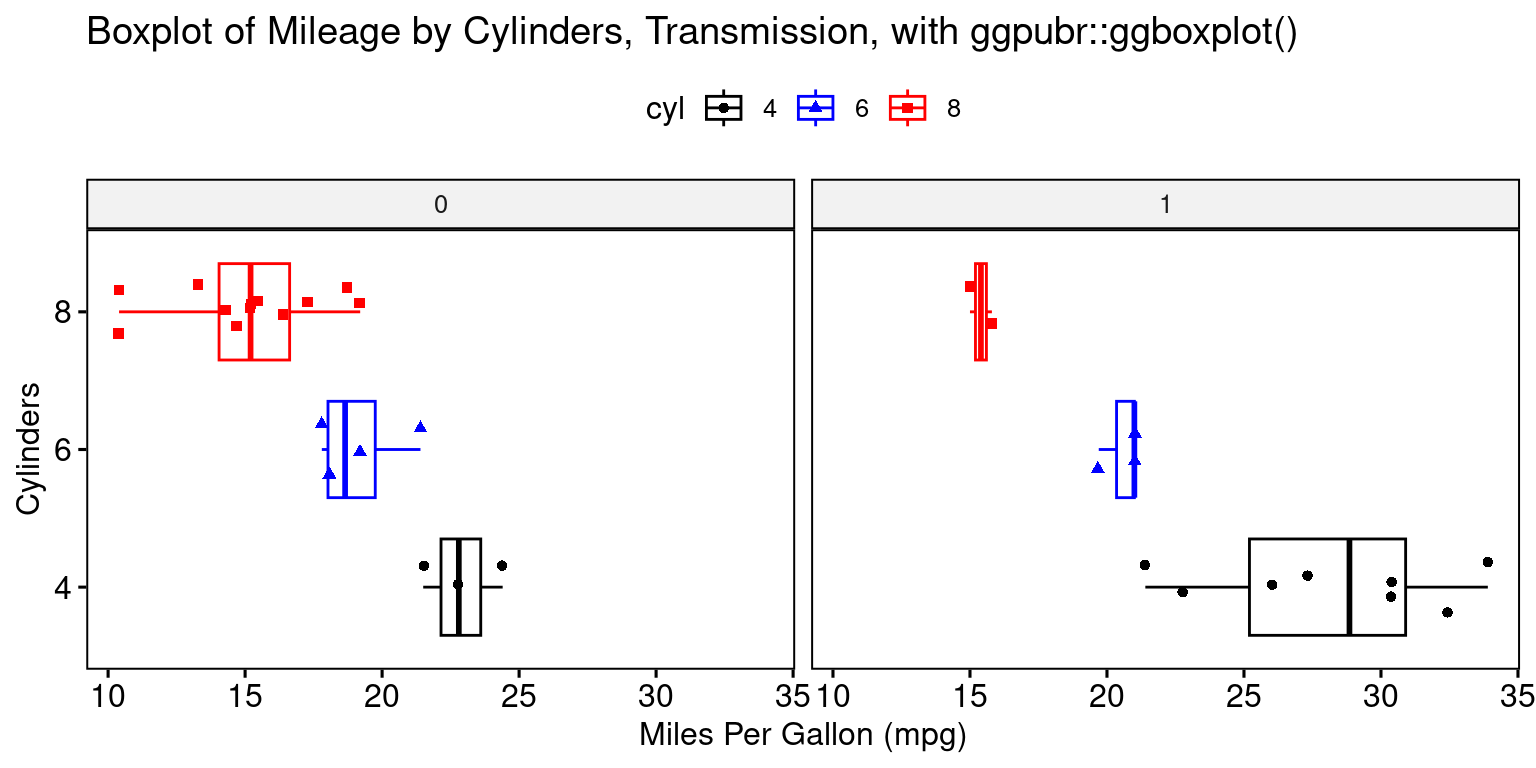 Boxplot of Mileage by Cylinders, Transmission, with ggpubr::ggboxplot()
cyl 4 6 8
0 1
8
6
4
Cylinders
10 15 20 25 30 35 10 15 20 25 30 35
Miles Per Gallon (mpg)